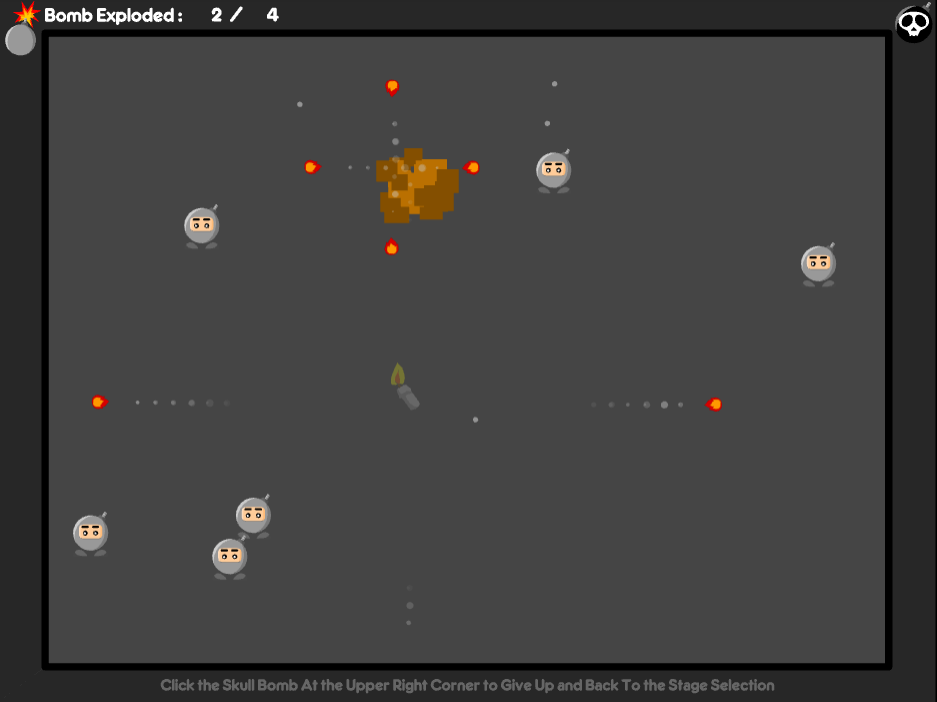 Bomb Exploded : 2 / 4
Click the Skull Bomb At the Upper Right Corner to Give Up and Back To the Stage Selection